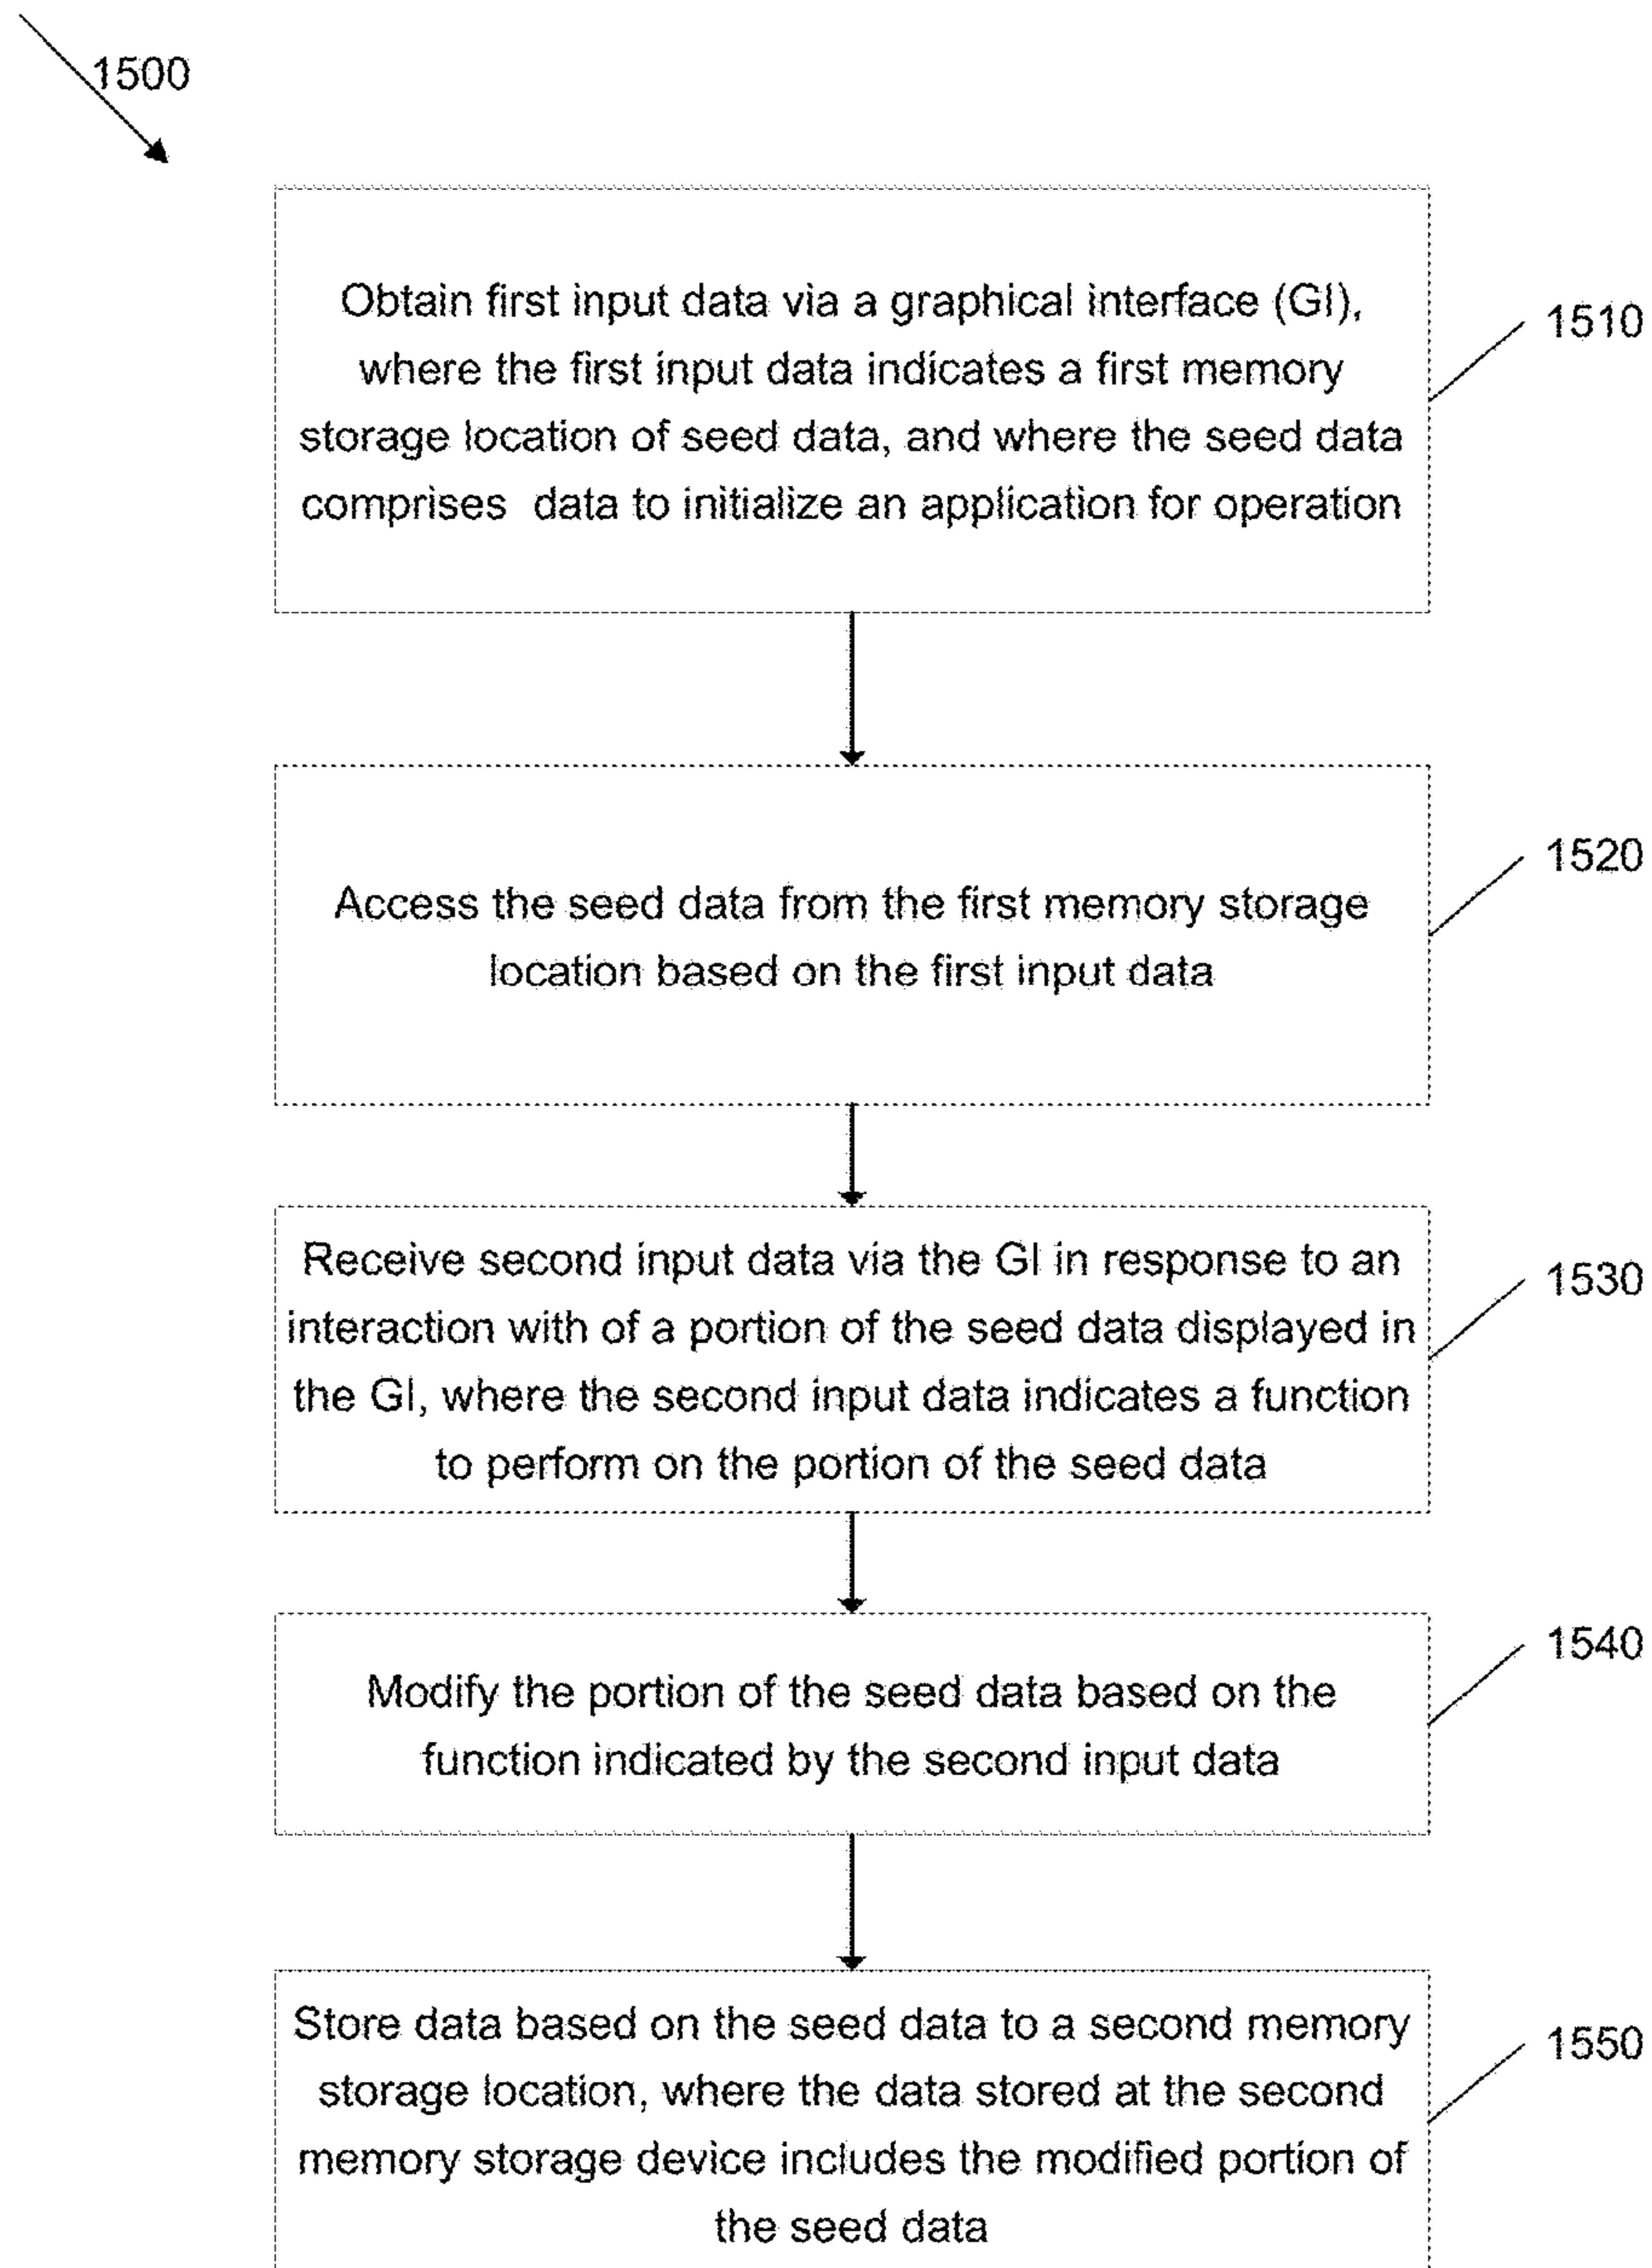 1500
Obtain first input data via a graphical interface (GI),
where the first input data indicates a first memory
storage location of seed data, and where the seed data
comprises data to initialize an application for operation
1510
Access the seed data from the first memory storage
location based on the first input data
1520
Receive second input data via the GI in response to an
interaction with of a portion of the seed data displayed in
the GI, where the second input data indicates a function
to perform on the portion of the seed data
1530
Modify the portion of the seed data based on the
function indicated by the second input data
1540
Store data based on the seed data to a second memory
storage location, where the data stored at the second
memory storage device includes the modified portion of
the seed data
1550